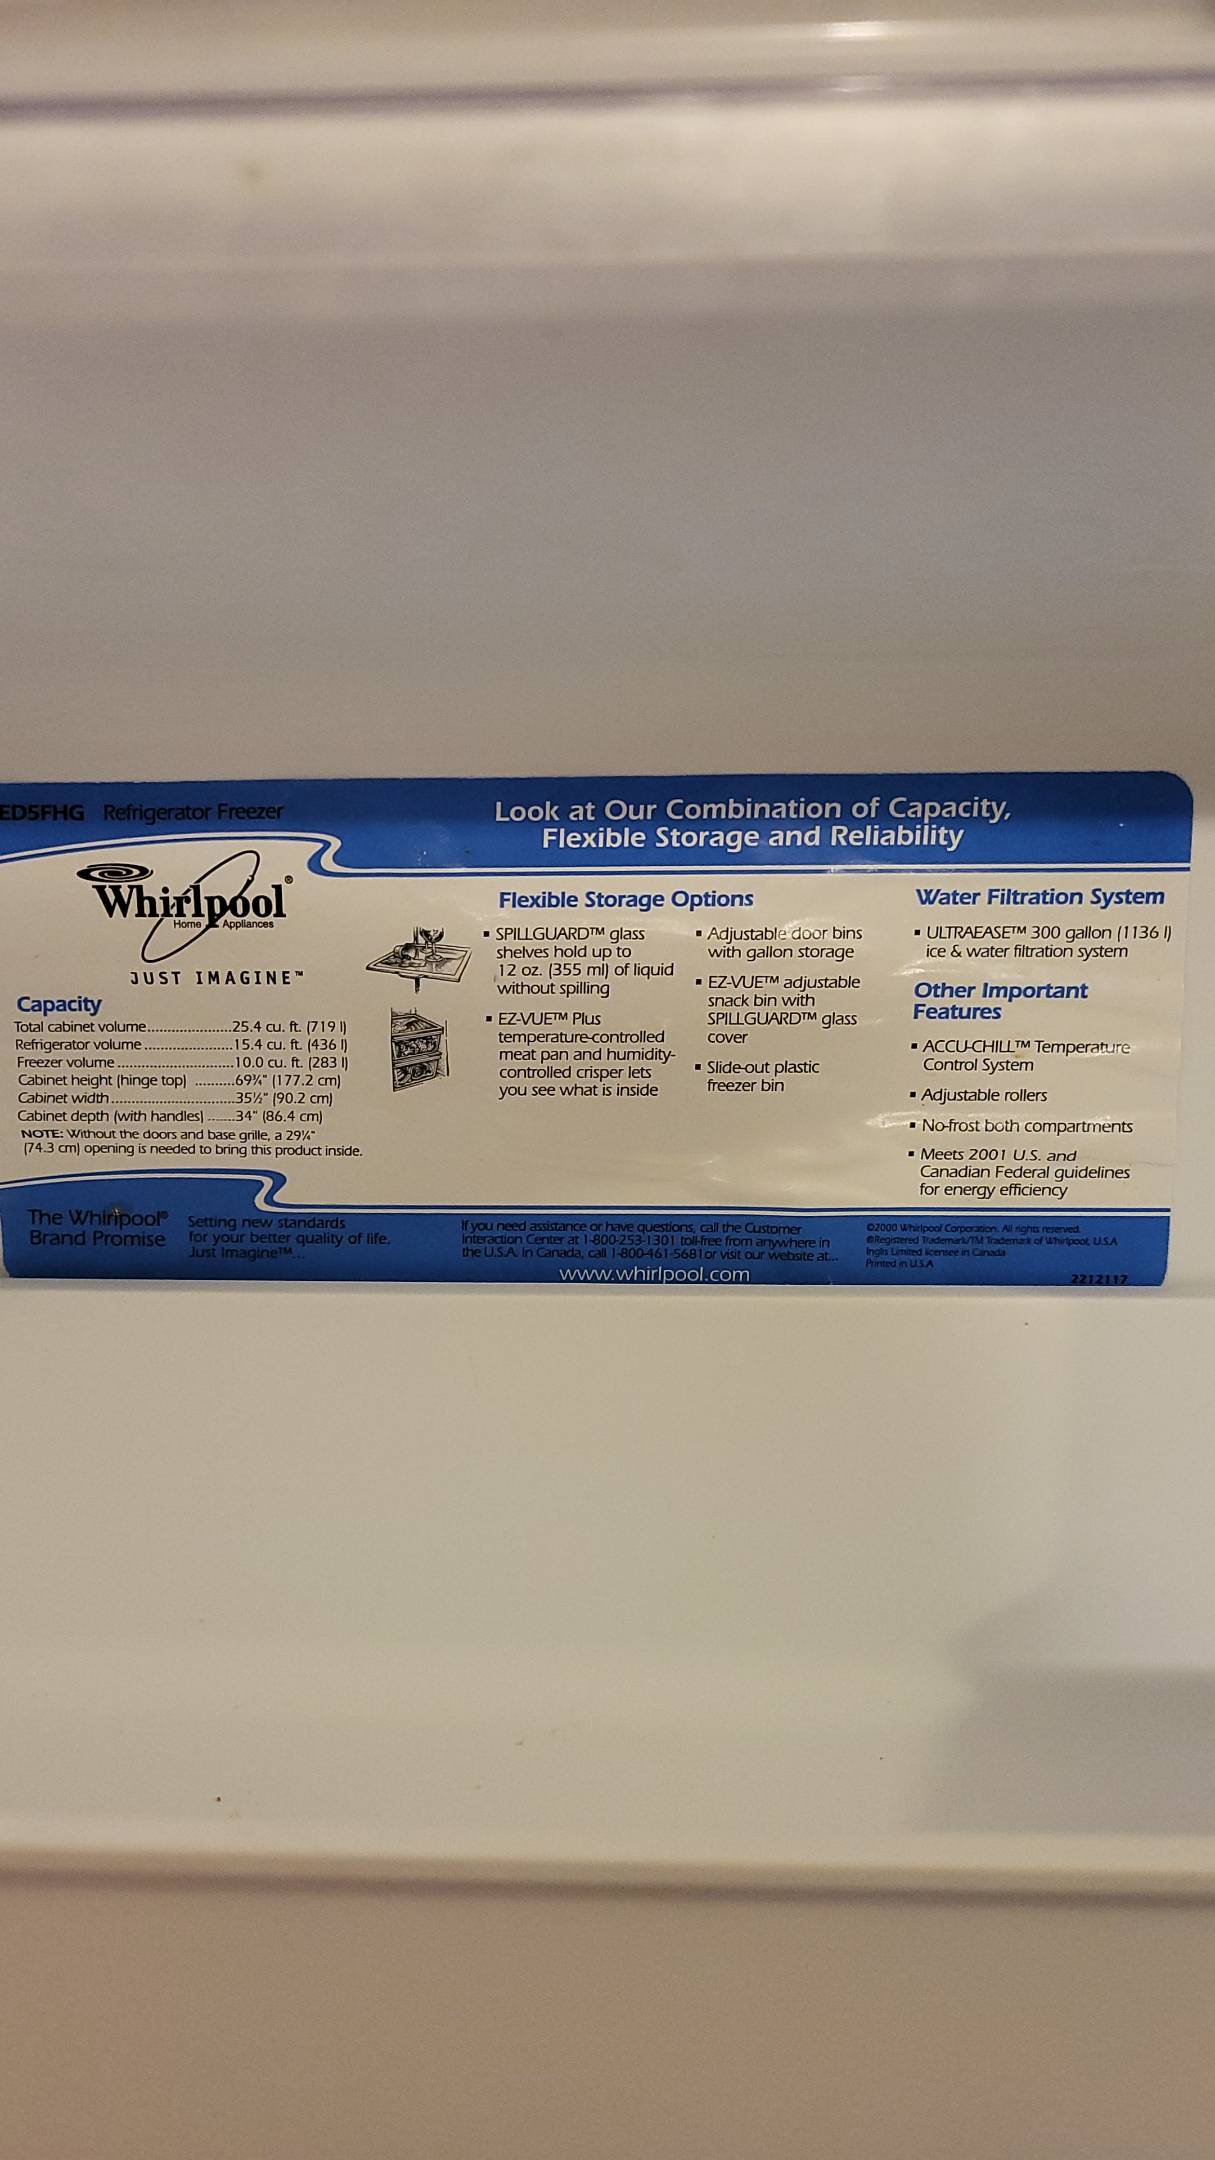 ED5FHG Refrigerator Freezer
Look at Our Combination of Capacity,
Flexible Storage and Reliability
Whirlpool®
Home Appliances
JUST IMAGINE™
Capacity
Total cabinet volume.....................25.4 cu. ft. (719 l)
Refrigerator volume......................15.4 cu. ft. (436 l)
Freezer volume.............................10.0 cu. ft. (283 l)
Cabinet height (hinge top) ..........69¾" (177.2 cm)
Cabinet width...............................35½" (90.2 cm)
Cabinet depth (with handles) .......34" (86.4 cm)
NOTE: Without the doors and base grille, a 29¼"
(74.3 cm) opening is needed to bring this product inside.
Flexible Storage Options
▪ SPILLGUARD™ glass
shelves hold up to
12 oz. (355 ml) of liquid
without spilling
▪ EZ-VUE™ Plus
temperature-controlled
meat pan and humidity-
controlled crisper lets
you see what is inside
▪ Adjustable door bins
with gallon storage
▪ EZ-VUE™ adjustable
snack bin with
SPILLGUARD™ glass
cover
▪ Slide-out plastic
freezer bin
Water Filtration System
▪ ULTRAEASE™ 300 gallon (1136 l)
ice & water filtration system
Other Important
Features
▪ ACCU-CHILL™ Temperature
Control System
▪ Adjustable rollers
▪ No-frost both compartments
▪ Meets 2001 U.S. and
Canadian Federal guidelines
for energy efficiency
The Whirlpool®
Brand Promise
Setting new standards
for your better quality of life.
Just Imagine™...
If you need assistance or have questions, call the Customer
Interaction Center at 1-800-253-1301 toll-free from anywhere in
the U.S.A. In Canada, call 1-800-461-5681or visit our website at...
www.whirlpool.com
©2000 Whirlpool Corporation. All rights reserved.
®Registered Trademark/TM Trademark of Whirlpool, U.S.A
Inglis Limited licensee in Canada
Printed in U.S.A
2212117